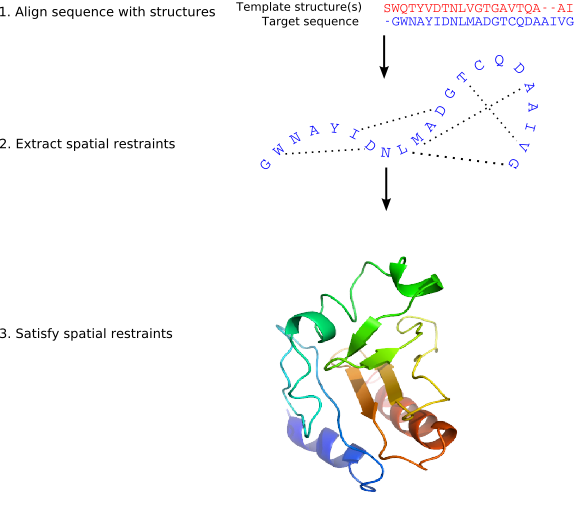 1. Align sequence with structures
Template structure(s) SWQTYVDTNLVGTGAVTQA--AI
Target sequence -GWNAYIDNLMADGTCQDAAIVG
2. Extract spatial restraints
GWNAYIDNLMADGTCQDAAIVG
3. Satisfy spatial restraints